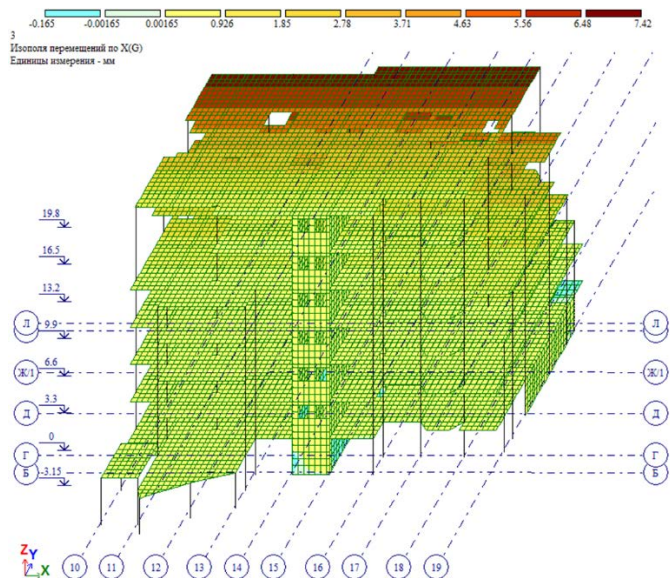 -0.165 -0.00165 0.00165 0.926 1.85 2.78 3.71 4.63 5.56 6.48 7.42
3
Изополя перемещений по X(G)
Единицы измерения - мм
19.8
16.5
13.2
Л Л
9.9
Ж/1 6.6 Ж/1
Д 3.3 Д
0
Г Г
Б -3.15 Б
Z Y X
10 11 12 13 14 15 16 17 18 19